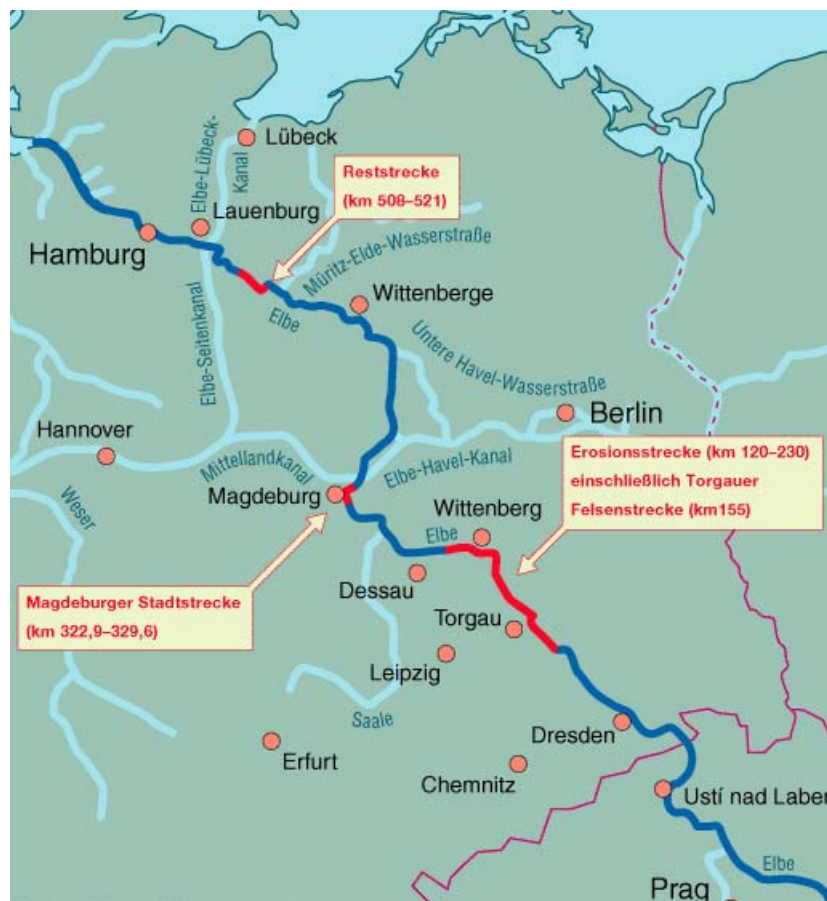 Lübeck
Elbe-Lübeck-
Kanal
Reststrecke
(km 508–521)
Lauenburg
Hamburg
Müritz-Elde-Wasserstraße
Wittenberge
Elbe
Elbe-Seitenkanal
Untere Havel-Wasserstraße
Berlin
Hannover
Mittellandkanal
Elbe-Havel-Kanal
Erosionsstrecke (km 120–230)
einschließlich Torgauer
Felsenstrecke (km155)
Weser
Magdeburg
Wittenberg
Elbe
Dessau
Magdeburger Stadtstrecke
(km 322,9–329,6)
Torgau
Leipzig
Saale
Dresden
Erfurt
Chemnitz
Ustí nad Laber
Elbe
Prag